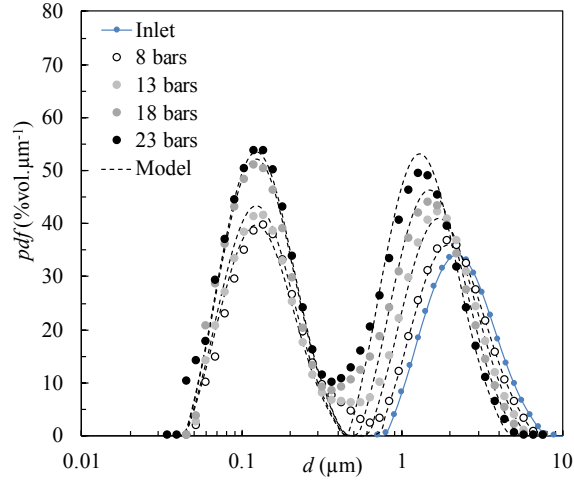 80
70
60
50
40
30
20
10
0
pdf (%vol.µm⁻¹)
Inlet
8 bars
13 bars
18 bars
23 bars
Model
0.01
0.1
1
10
d (µm)